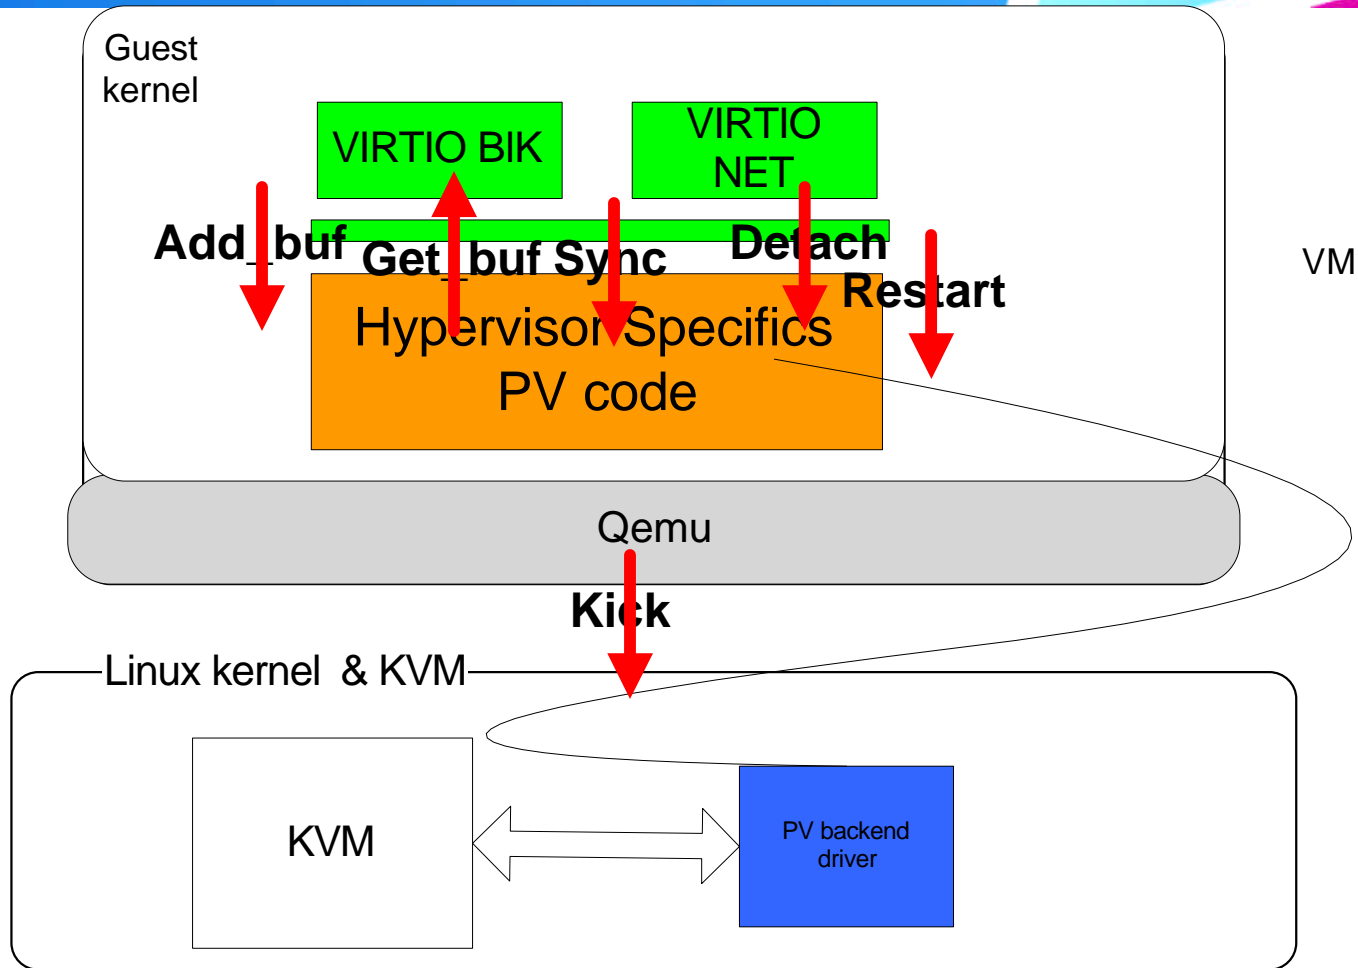 Guest
kernel
VIRTIO BIK
VIRTIO
NET
Add_buf
Get_buf
Sync
Detach
Restart
VM
Hypervisor Specifics
PV code
Qemu
Kick
Linux kernel & KVM
KVM
PV backend
driver